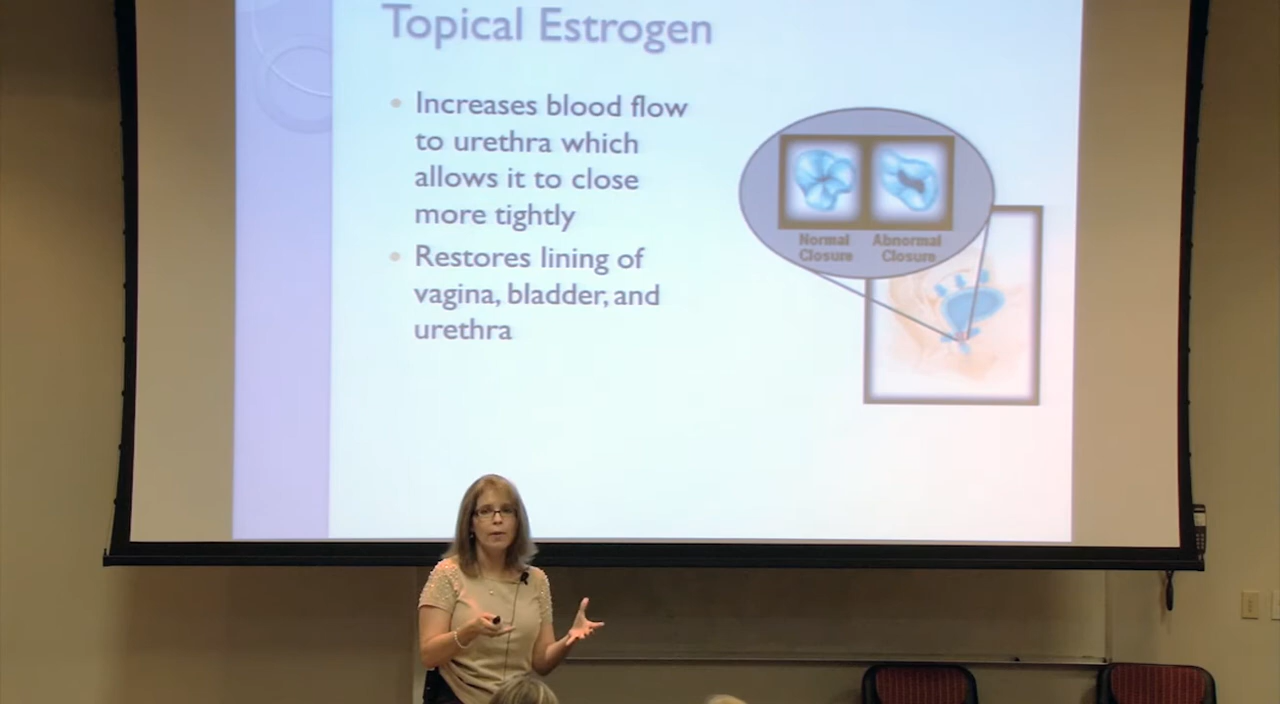 Topical Estrogen
Increases blood flow
to urethra which
allows it to close
more tightly
Restores lining of
vagina, bladder, and
urethra
Normal Abnormal
Closure Closure